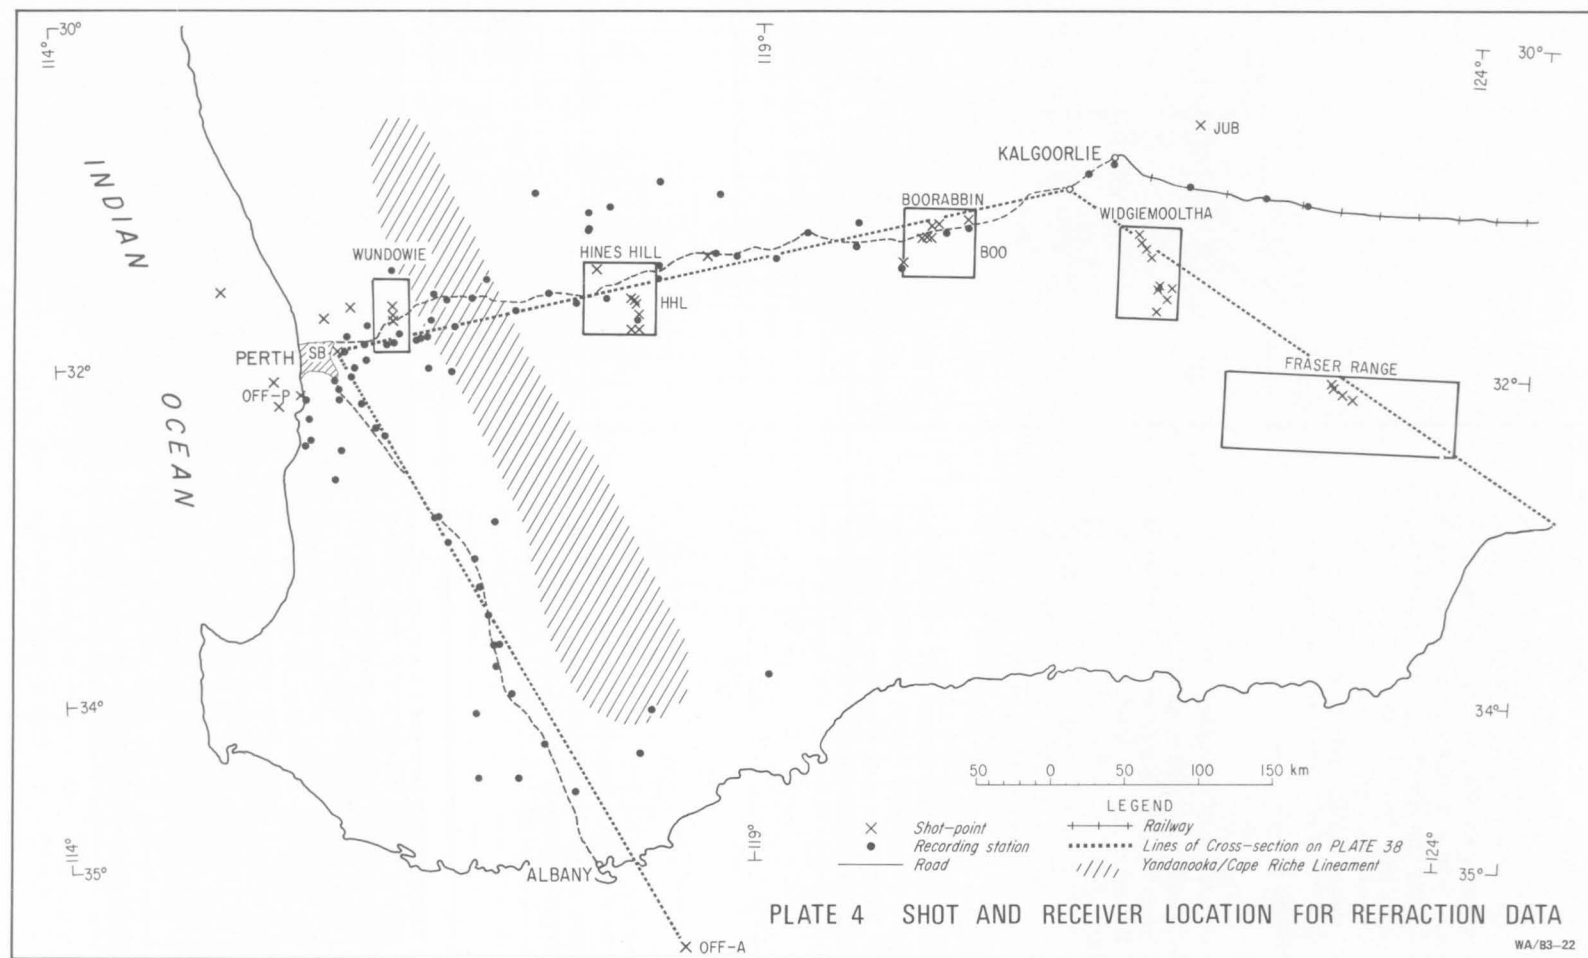 30°
114°
119°
124°
30°
JUB
KALGOORLIE
INDIAN
OCEAN
BOORABBIN
WIDGIEMOOLTHA
WUNDOWIE
HINES HILL
BOO
HHL
SB
PERTH
32°
OFF-P
FRASER RANGE
32°
34°
34°
50 0 50 100 150 km
LEGEND
Shot-point
Recording station
Road
Railway
Lines of Cross-section on PLATE 38
Yandanooka/Cape Riche Lineament
114°
35°
ALBANY
119°
124°
35°
PLATE 4 SHOT AND RECEIVER LOCATION FOR REFRACTION DATA
OFF-A
WA/B3-22